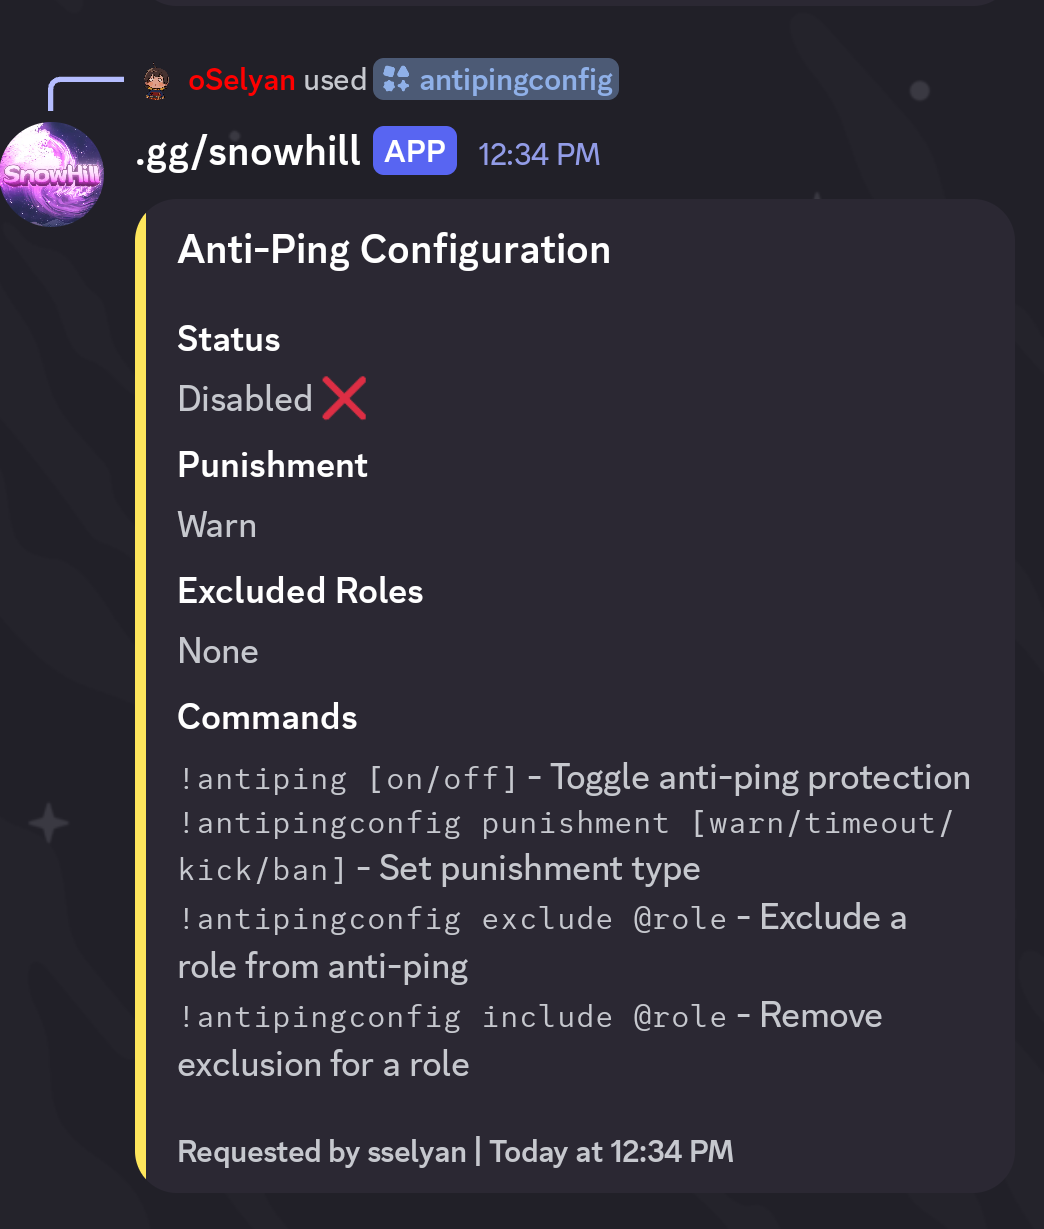 oSelyan used antipingconfig
.gg/snowhill APP 12:34 PM
SnowHill
Anti-Ping Configuration
Status
Disabled ❌
Punishment
Warn
Excluded Roles
None
Commands
!antiping [on/off] - Toggle anti-ping protection
!antipingconfig punishment [warn/timeout/
kick/ban] - Set punishment type
!antipingconfig exclude @role - Exclude a
role from anti-ping
!antipingconfig include @role - Remove
exclusion for a role
Requested by sselyan | Today at 12:34 PM